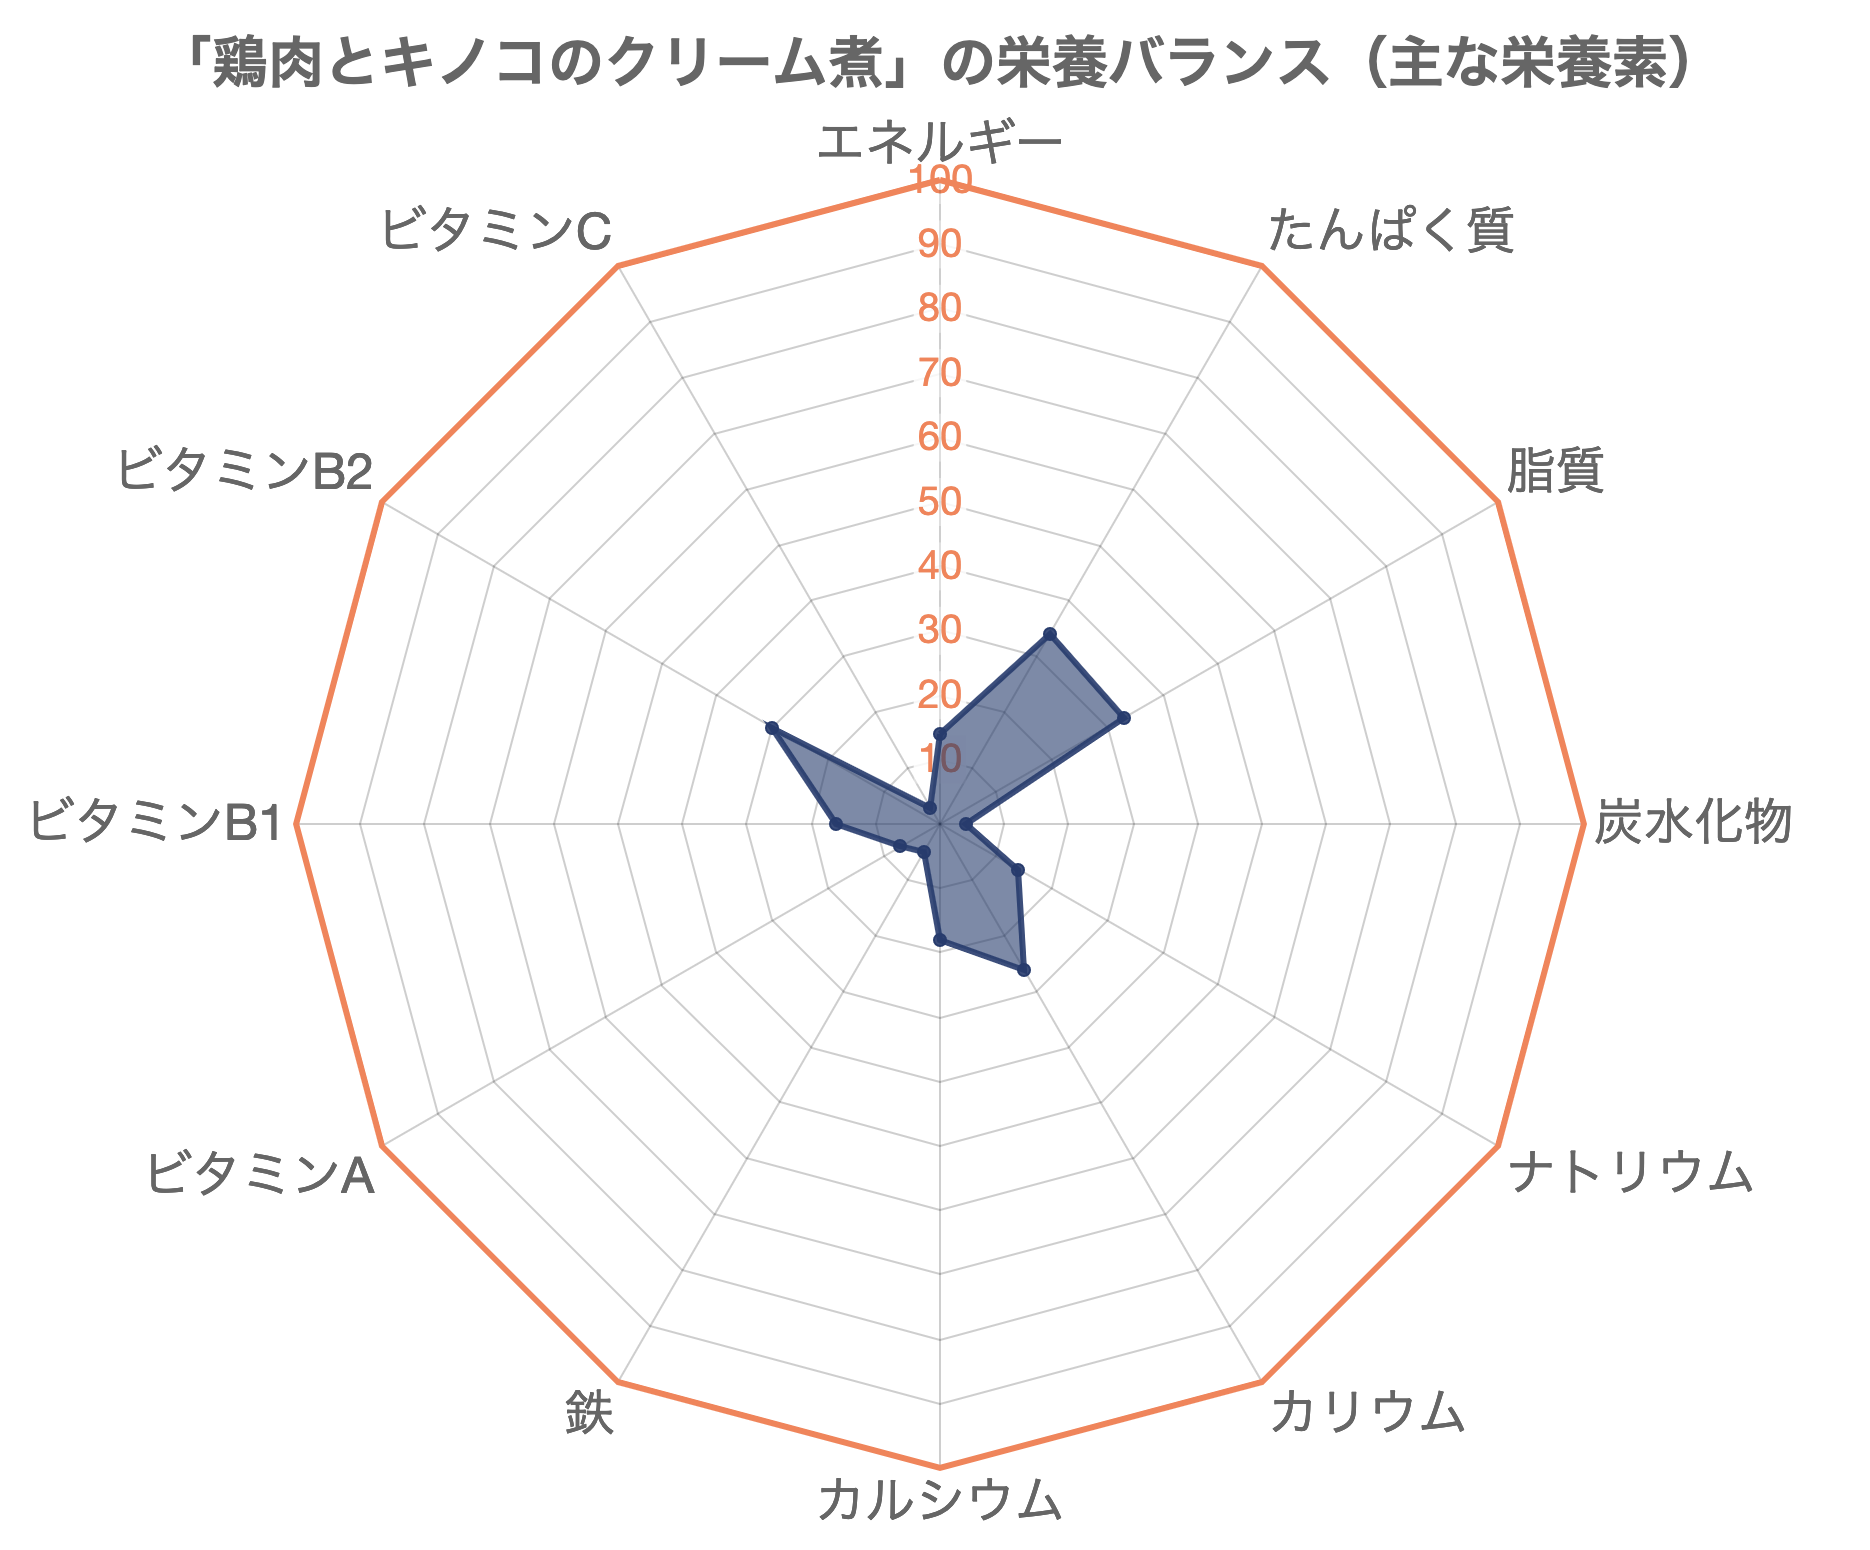 「鶏肉とキノコのクリーム煮」の栄養バランス（主な栄養素）
エネルギー
100
ビタミンC
たんぱく質
90
80
70
60
ビタミンB2
脂質
50
40
30
20
10
ビタミンB1
炭水化物
ビタミンA
ナトリウム
鉄
カリウム
カルシウム